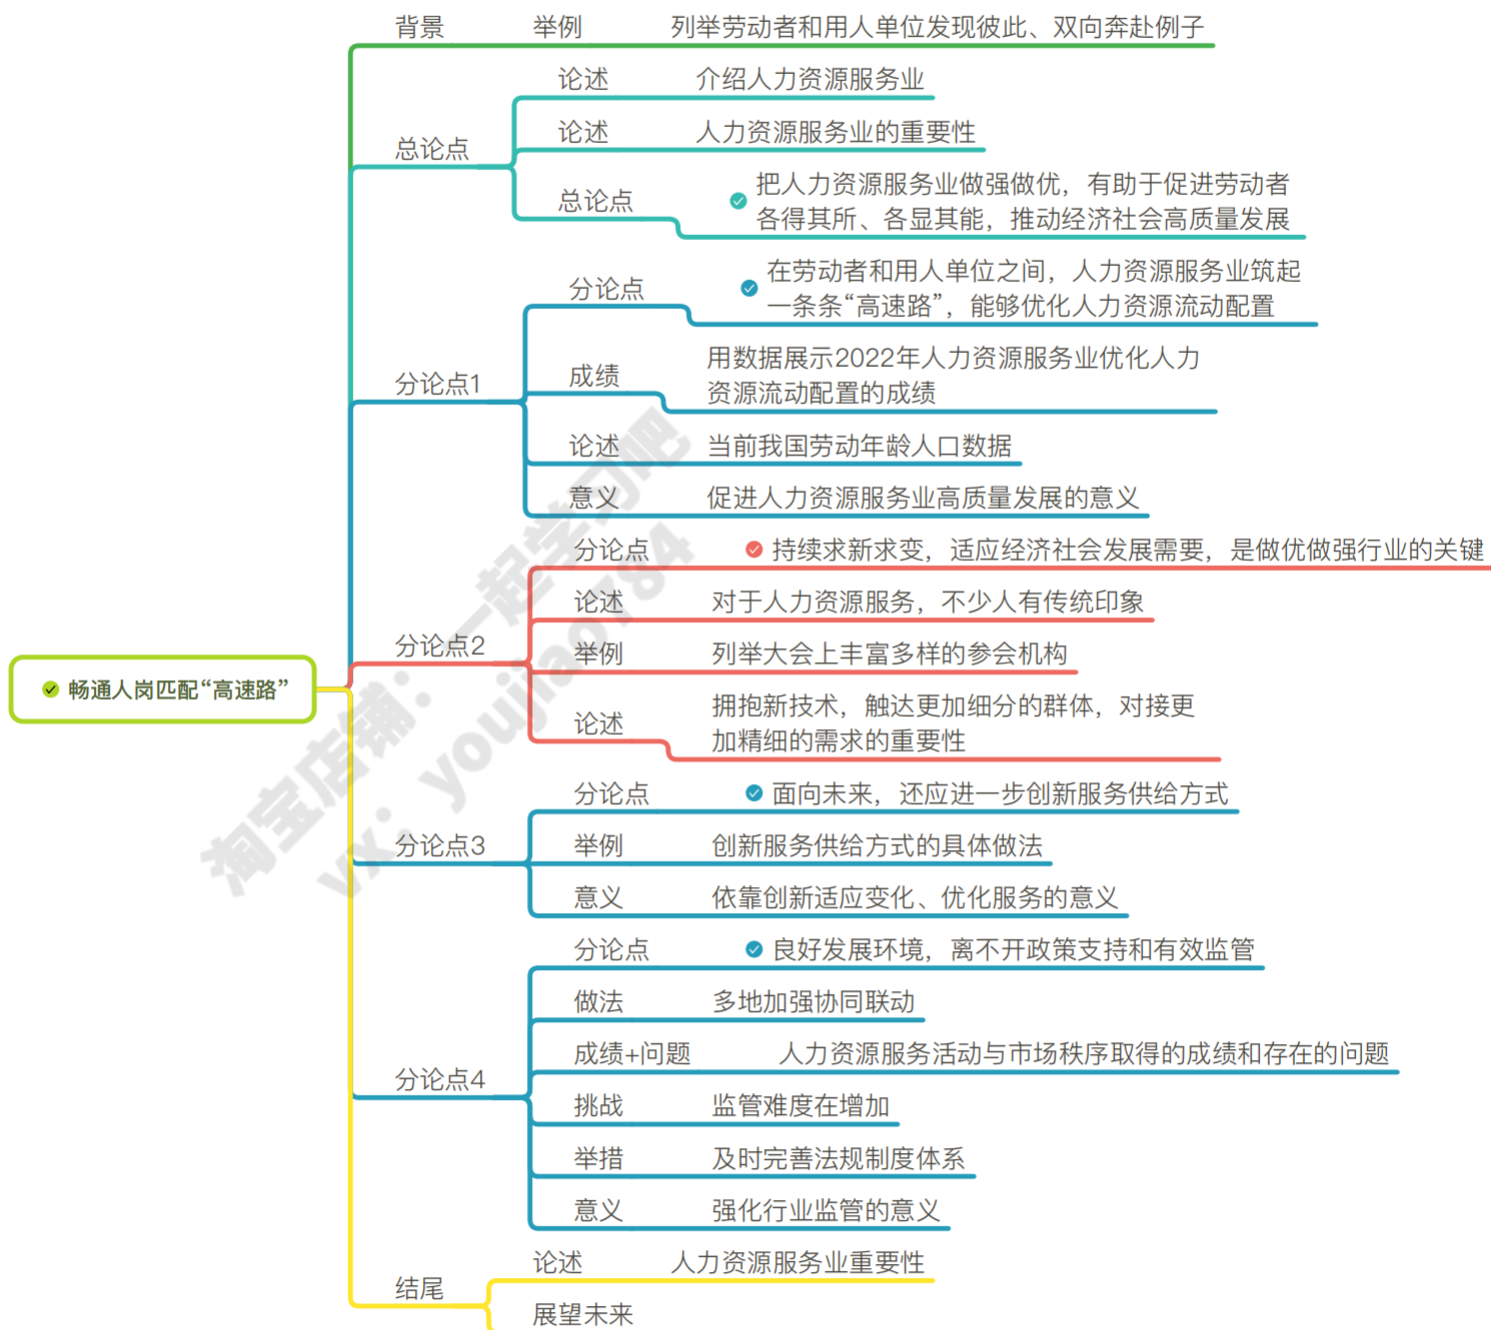 背景 举例 列举劳动者和用人单位发现彼此、双向奔赴例子
论述 介绍人力资源服务业
论述 人力资源服务业的重要性
总论点
总论点 把人力资源服务业做强做优，有助于促进劳动者
各得其所、各显其能，推动经济社会高质量发展
分论点 在劳动者和用人单位之间，人力资源服务业筑起
一条条“高速路”，能够优化人力资源流动配置
成绩 用数据展示2022年人力资源服务业优化人力
资源流动配置的成绩
分论点1
论述 当前我国劳动年龄人口数据
意义 促进人力资源服务业高质量发展的意义
分论点 持续求新求变，适应经济社会发展需要，是做优做强行业的关键
论述 对于人力资源服务，不少人有传统印象
分论点2
举例 列举大会上丰富多样的参会机构
畅通人岗匹配“高速路”
论述 拥抱新技术，触达更加细分的群体，对接更
加精细的需求的重要性
分论点 面向未来，还应进一步创新服务供给方式
分论点3
举例 创新服务供给方式的具体做法
意义 依靠创新适应变化、优化服务的意义
分论点 良好发展环境，离不开政策支持和有效监管
做法 多地加强协同联动
成绩+问题 人力资源服务活动与市场秩序取得的成绩和存在的问题
分论点4
挑战 监管难度在增加
举措 及时完善法规制度体系
意义 强化行业监管的意义
论述 人力资源服务业重要性
结尾
展望未来
淘宝店铺：一起学习吧
vx：youjiao784